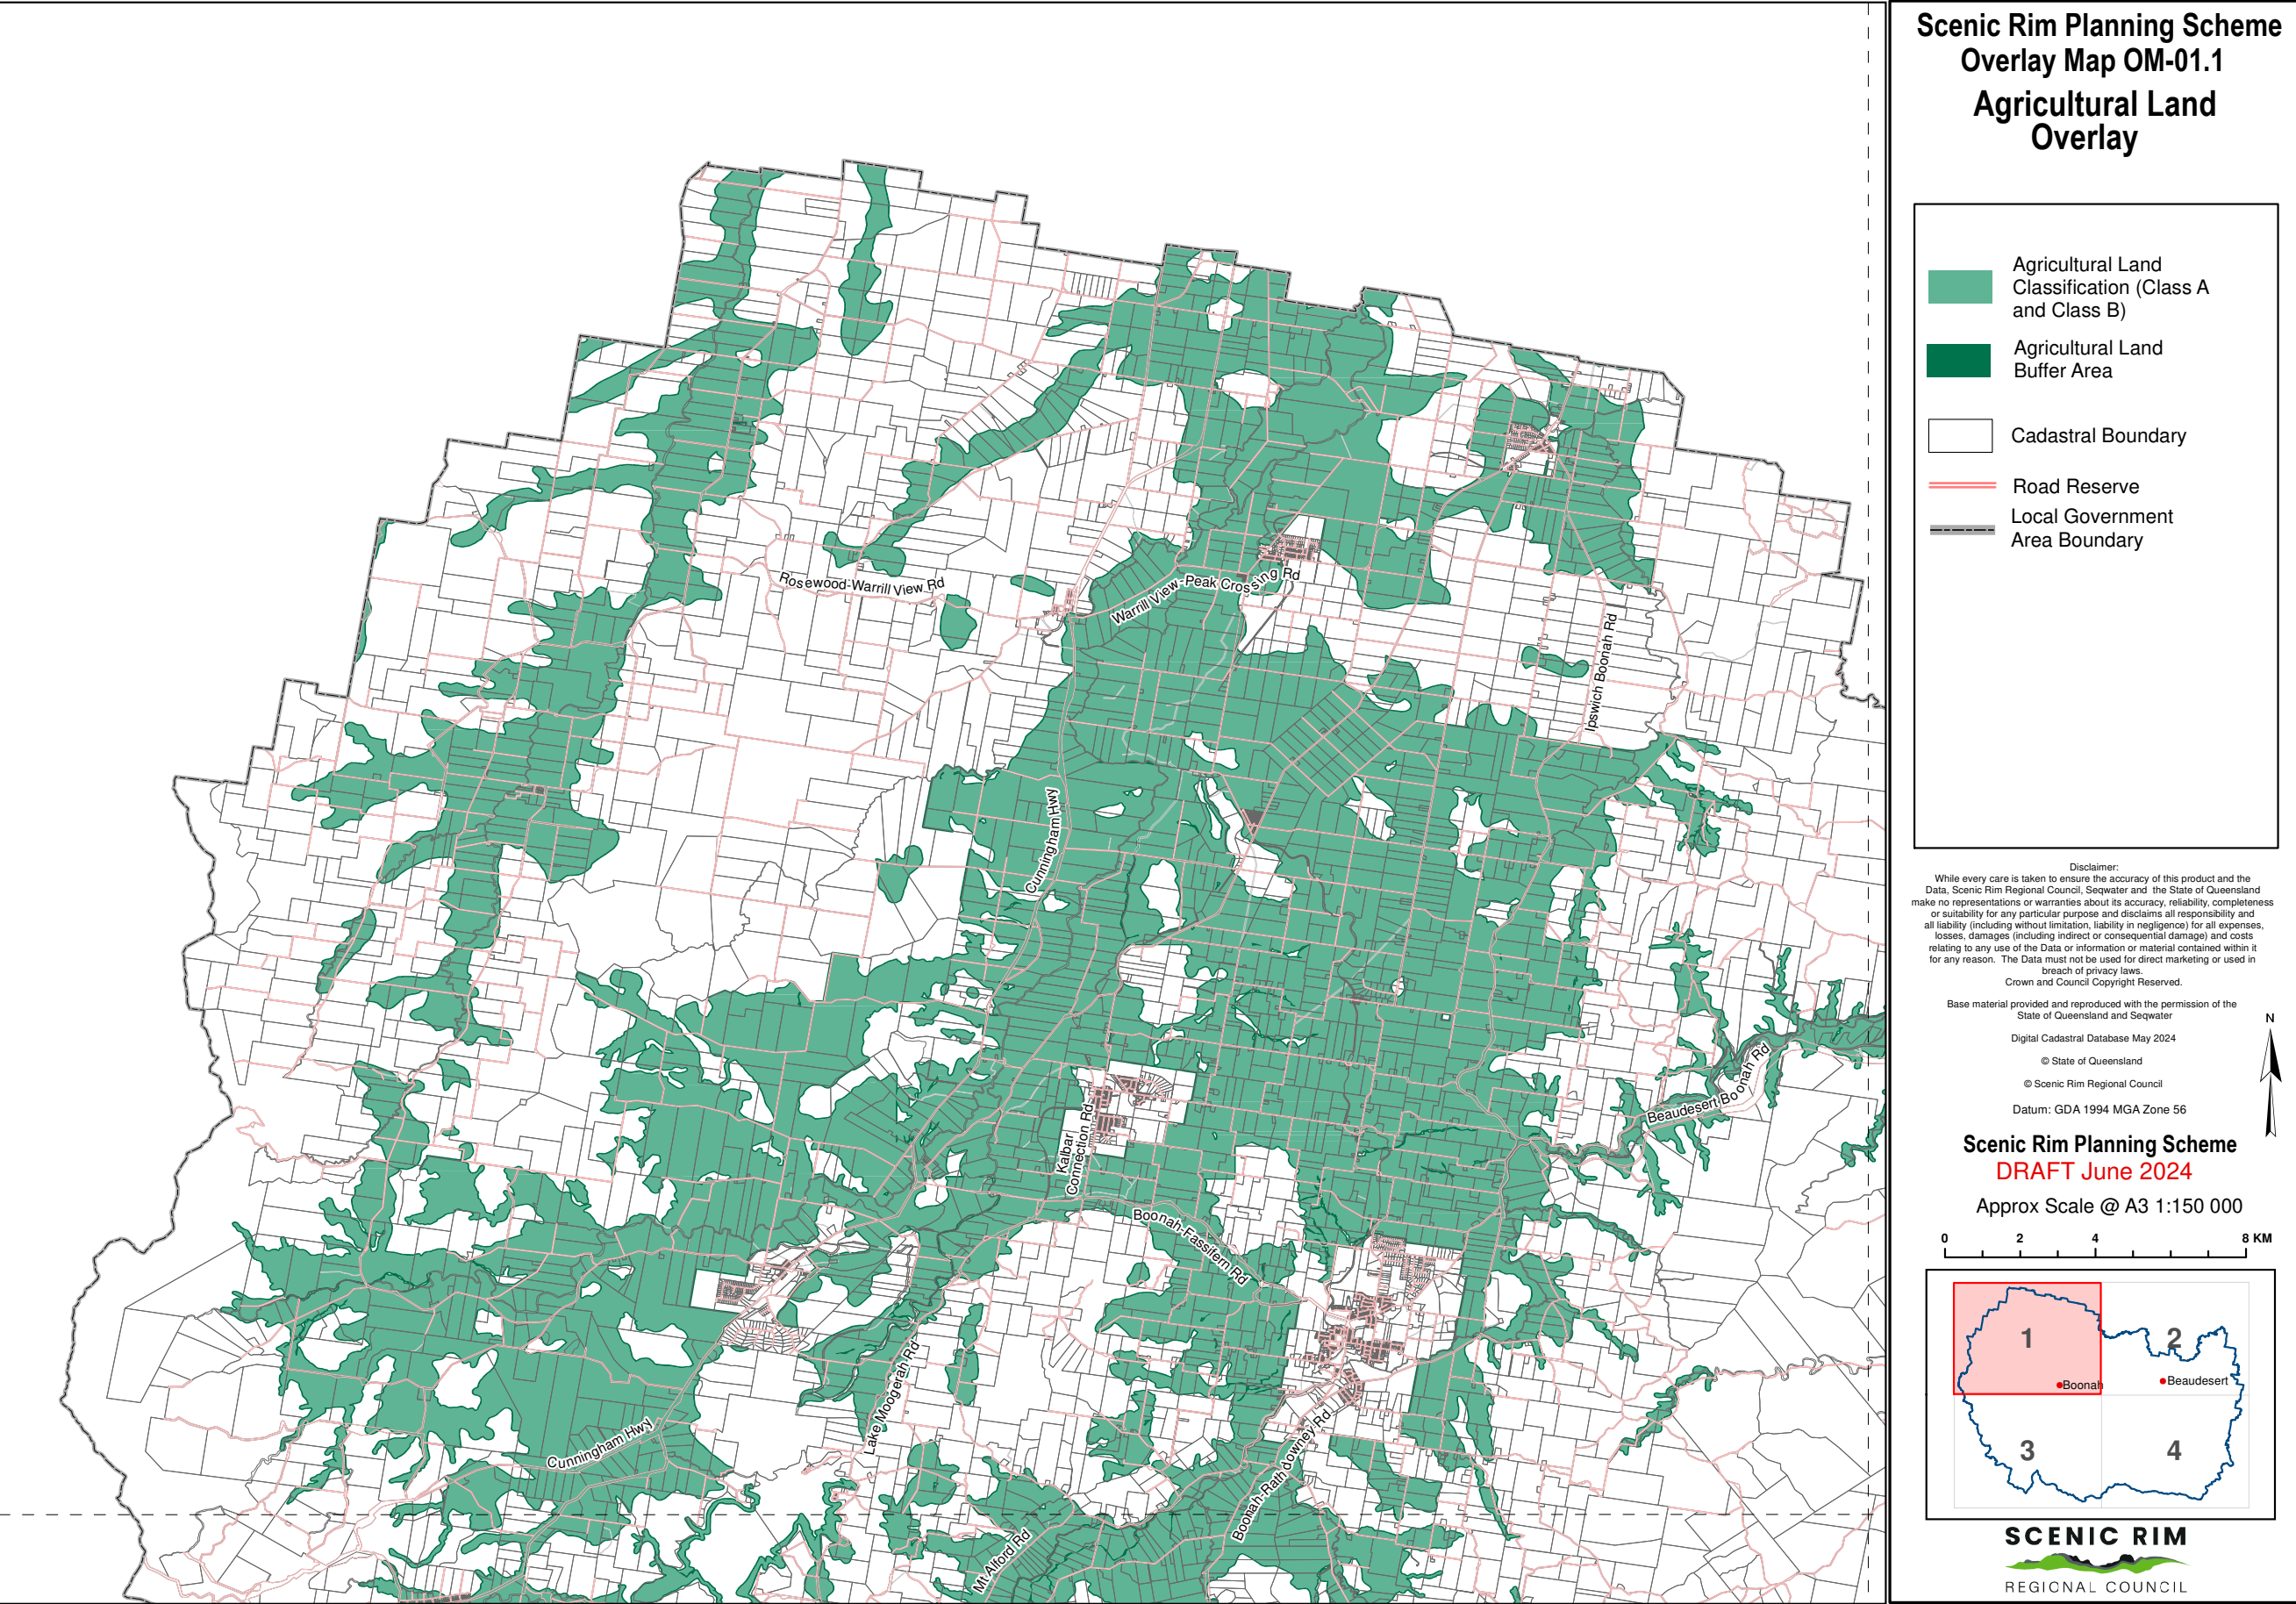 Scenic Rim Planning Scheme
Overlay Map OM-01.1
Agricultural Land
Overlay
Agricultural Land
Classification (Class A
and Class B)
Agricultural Land
Buffer Area
Cadastral Boundary
Road Reserve
Local Government
Area Boundary
Disclaimer:
While every care is taken to ensure the accuracy of this product and the
Data, Scenic Rim Regional Council, Seqwater and the State of Queensland
make no representations or warranties about its accuracy, reliability, completeness
or suitability for any particular purpose and disclaims all responsibility and
all liability (including without limitation, liability in negligence) for all expenses,
losses, damages (including indirect or consequential damage) and costs
relating to any use of the Data or information or material contained within it
for any reason. The Data must not be used for direct marketing or used in
breach of privacy laws.
Crown and Council Copyright Reserved.
Base material provided and reproduced with the permission of the
State of Queensland and Seqwater
Digital Cadastral Database May 2024
© State of Queensland
© Scenic Rim Regional Council
Datum: GDA 1994 MGA Zone 56
N
Scenic Rim Planning Scheme
DRAFT June 2024
Approx Scale @ A3 1:150 000
0 2 4 8 KM
1
2
Boonah
Beaudesert
3
4
SCENIC RIM
REGIONAL COUNCIL
Rosewood-Warrill View Rd
Warrill View-Peak Crossing Rd
Ipswich Boonah Rd
Cunningham Hwy
Beaudesert Boonah Rd
Kalbar
Connection Rd
Boonah-Fassifern Rd
Lake Moogerah Rd
Cunningham Hwy
Boonah-Rathdowney Rd
Mt Alford Rd